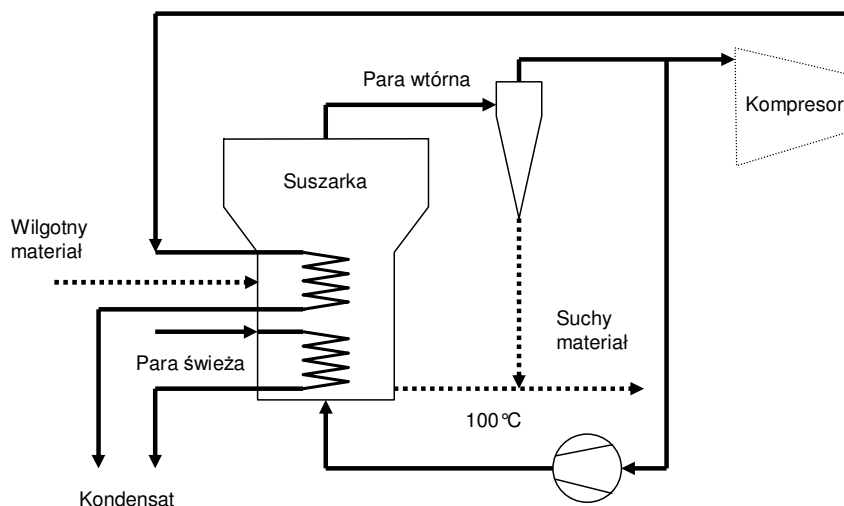 Para wtórna
Kompresor
Suszarka
Wilgotny
materiał
Suchy
materiał
Para świeża
100°C
Kondensat